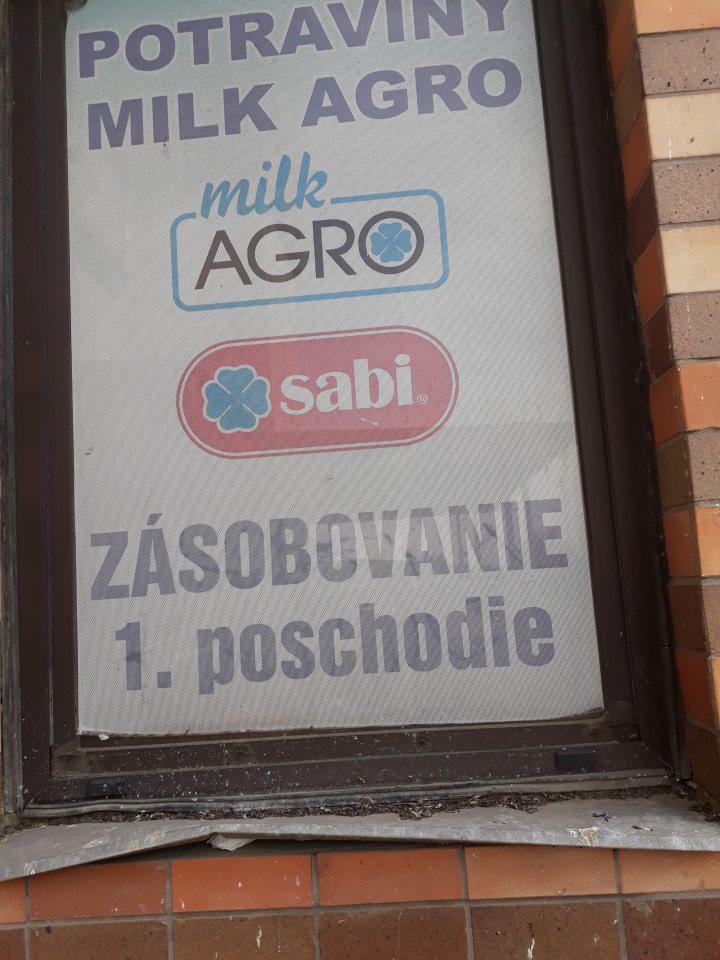 POTRAVINY
MILK AGRO
milk
AGRO
sabi®
ZÁSOBOVANIE
1. poschodie